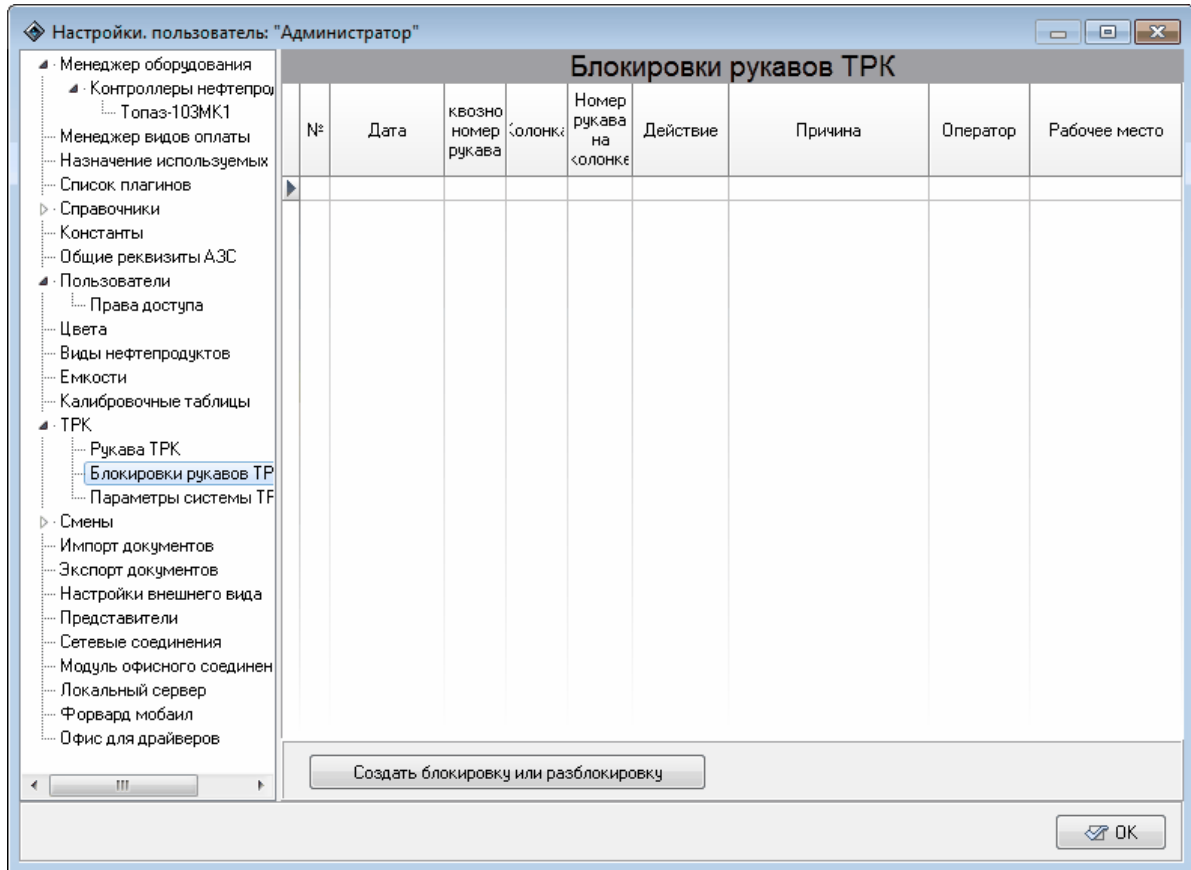 Настройки. пользователь: "Администратор"
Менеджер оборудования
Контроллеры нефтепрод
Топаз-103МК1
Менеджер видов оплаты
Назначение используемых
Список плагинов
Справочники
Константы
Общие реквизиты АЗС
Пользователи
Права доступа
Цвета
Виды нефтепродуктов
Емкости
Калибровочные таблицы
ТРК
Рукава ТРК
Блокировки рукавов ТР
Параметры системы ТР
Смены
Импорт документов
Экспорт документов
Настройки внешнего вида
Представители
Сетевые соединения
Модуль офисного соединен
Локальный сервер
Форвард мобаил
Офис для драйверов
Блокировки рукавов ТРК
№
Дата
квозно
номер
рукава
Колонка
Номер
рукава
на
колонке
Действие
Причина
Оператор
Рабочее место
Создать блокировку или разблокировку
OK